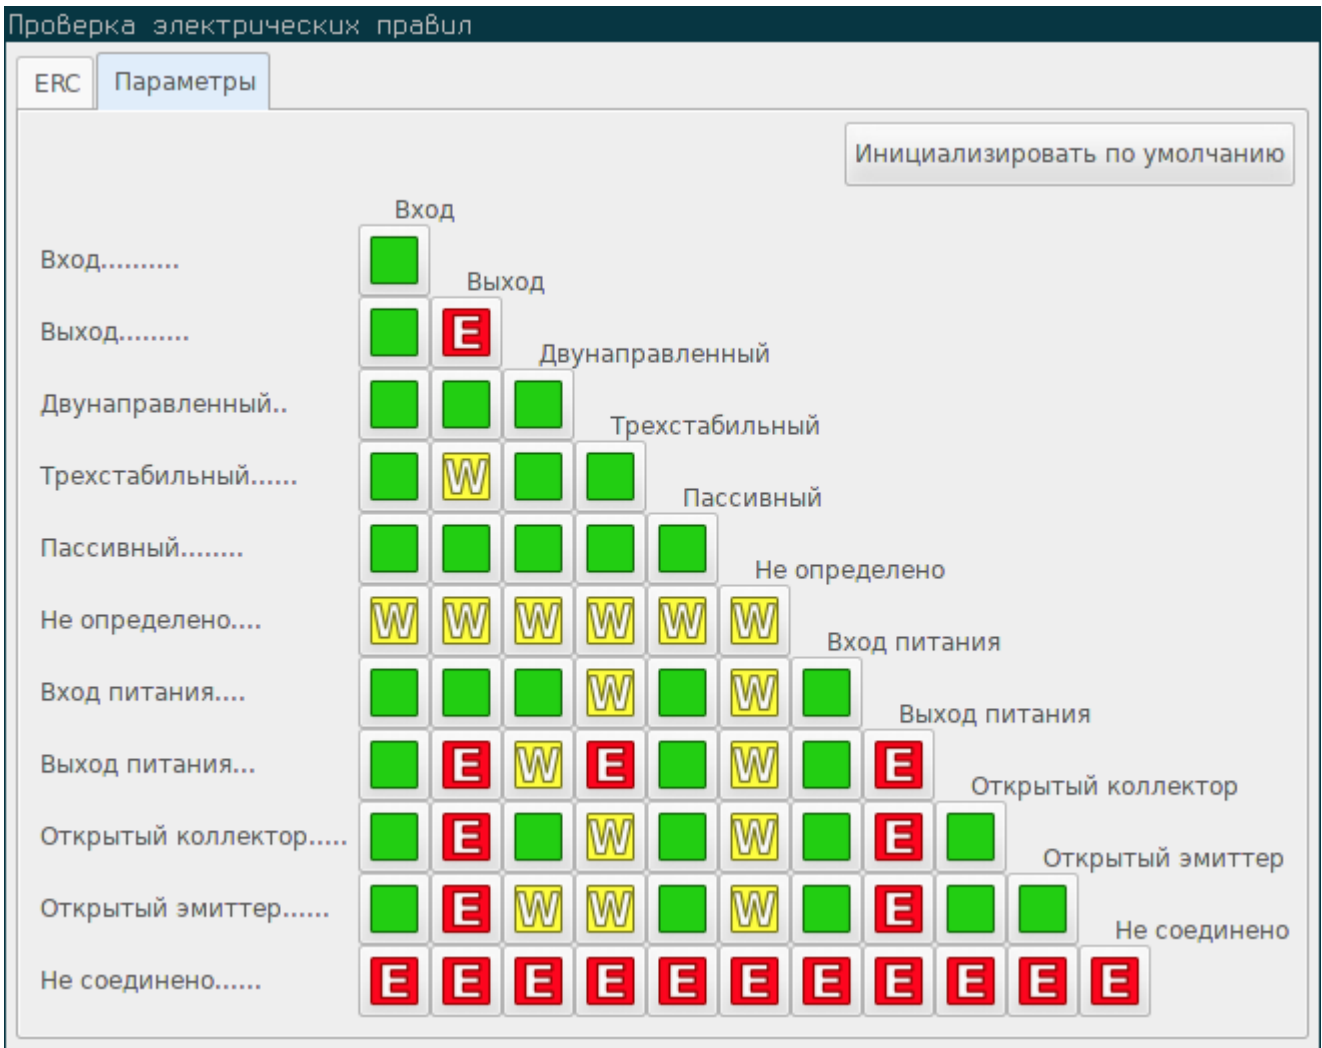 Проверка электрических правил
ERC Параметры
Инициализировать по умолчанию
Вход
Вход..........
Выход
Выход......... E
Двунаправленный
Двунаправленный..
Трехстабильный
Трехстабильный...... W
Пассивный
Пассивный........
Не определено
Не определено.... W W W W W W
Вход питания
Вход питания.... W W
Выход питания
Выход питания... E W E W E
Открытый коллектор
Открытый коллектор..... E W W E
Открытый эмиттер
Открытый эмиттер...... E W W W E
Не соединено
Не соединено...... E E E E E E E E E E E